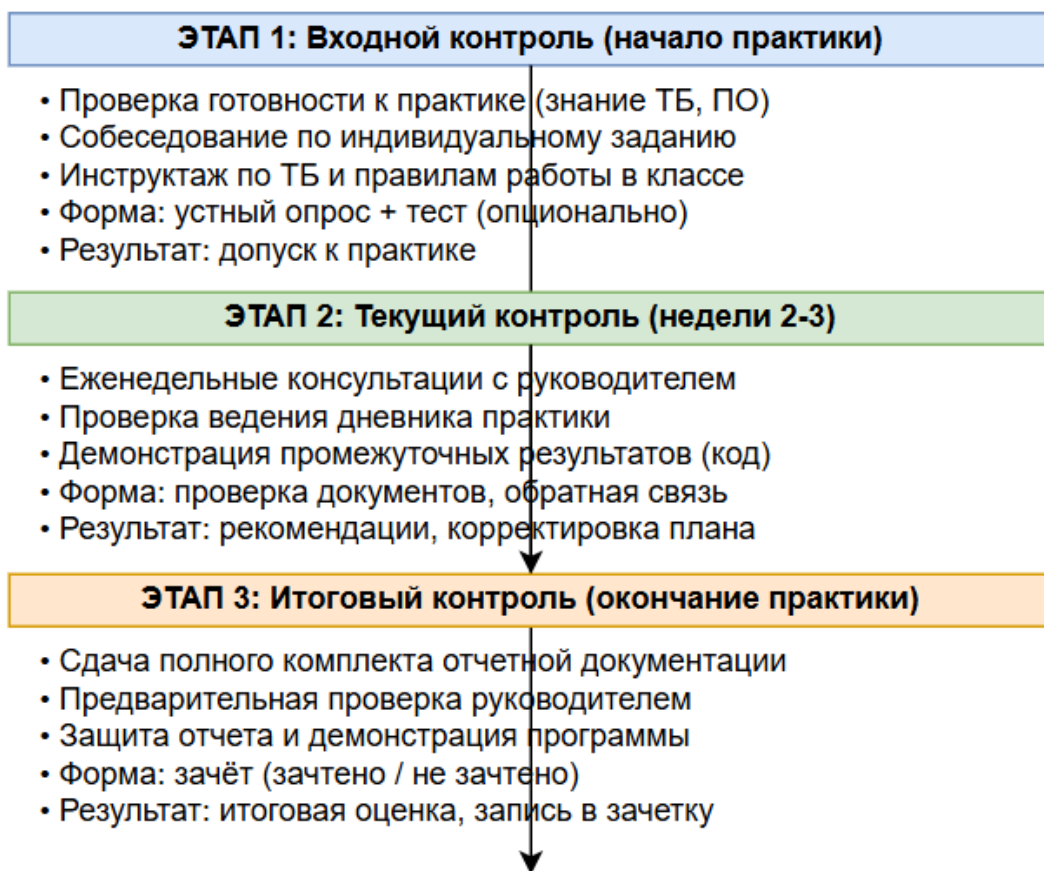 ЭТАП 1: Входной контроль (начало практики)
• Проверка готовности к практике (знание ТБ, ПО)
• Собеседование по индивидуальному заданию
• Инструктаж по ТБ и правилам работы в классе
• Форма: устный опрос + тест (опционально)
• Результат: допуск к практике
ЭТАП 2: Текущий контроль (недели 2-3)
• Еженедельные консультации с руководителем
• Проверка ведения дневника практики
• Демонстрация промежуточных результатов (код)
• Форма: проверка документов, обратная связь
• Результат: рекомендации, корректировка плана
ЭТАП 3: Итоговый контроль (окончание практики)
• Сдача полного комплекта отчетной документации
• Предварительная проверка руководителем
• Защита отчета и демонстрация программы
• Форма: зачёт (зачтено / не зачтено)
• Результат: итоговая оценка, запись в зачетку